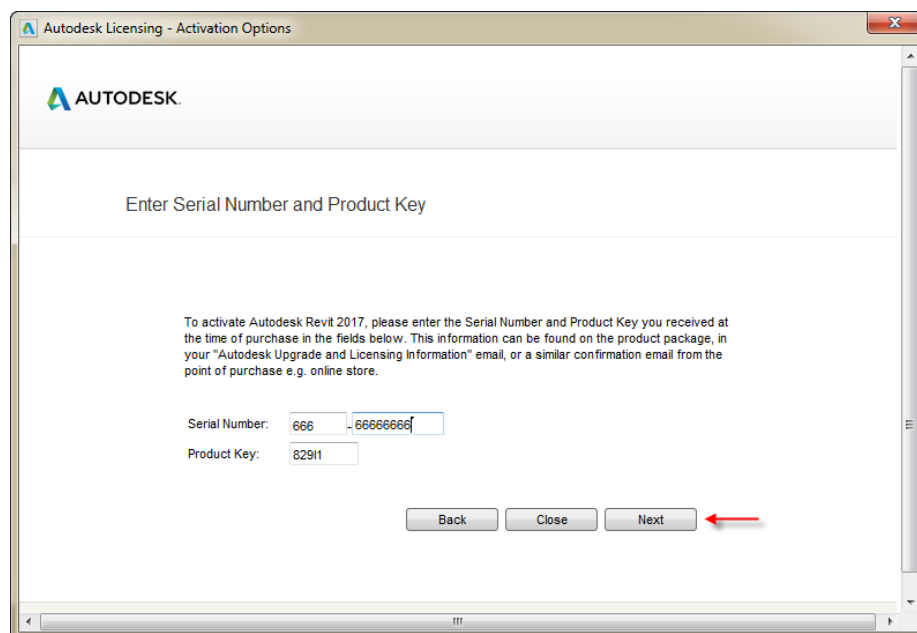 Autodesk Licensing - Activation Options
AUTODESK.
Enter Serial Number and Product Key
To activate Autodesk Revit 2017, please enter the Serial Number and Product Key you received at
the time of purchase in the fields below. This information can be found on the product package, in
your "Autodesk Upgrade and Licensing Information" email, or a similar confirmation email from the
point of purchase e.g. online store.
Serial Number: 666 - 66666666
Product Key: 829I1
Back Close Next